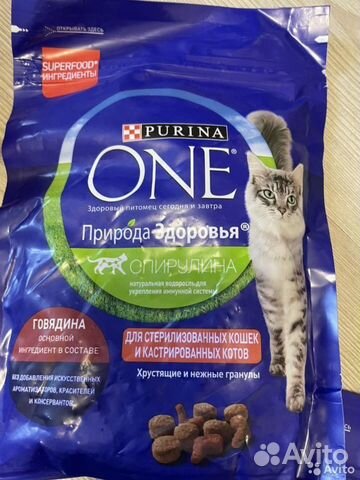 ОТКРЫВАТЬ ЗДЕСЬ
SUPERFOOD*
ИНГРЕДИЕНТЫ
PURINA
ONE®
Здоровый питомец сегодня и завтра
Природа Здоровья®
СПИРУЛИНА
натуральная водоросль для
укрепления иммунной системы
ГОВЯДИНА
ОСНОВНОЙ
ИНГРЕДИЕНТ В СОСТАВЕ
БЕЗ ДОБАВЛЕНИЯ ИСКУССТВЕННЫХ
АРОМАТИЗАТОРОВ, КРАСИТЕЛЕЙ
И КОНСЕРВАНТОВ
ДЛЯ СТЕРИЛИЗОВАННЫХ КОШЕК
И КАСТРИРОВАННЫХ КОТОВ
Хрустящие и нежные гранулы
Avito
Avito